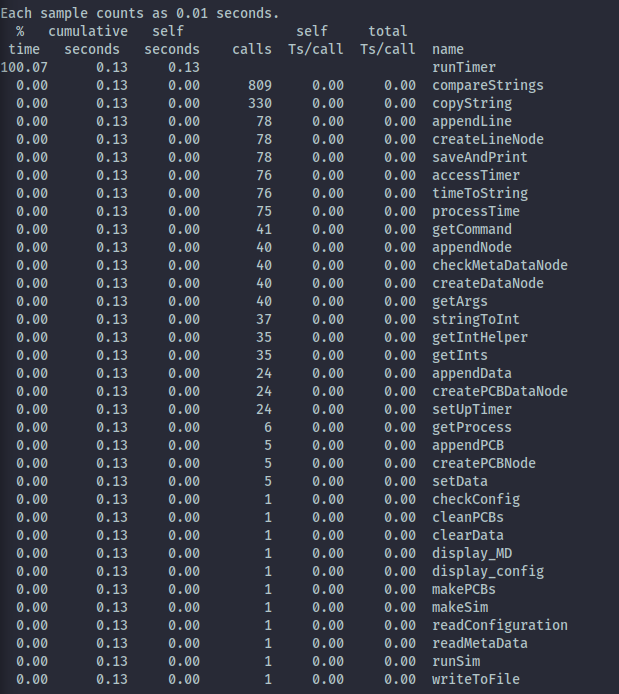 Each sample counts as 0.01 seconds.
  %   cumulative   self              self     total
 time   seconds   seconds    calls  Ts/call  Ts/call  name
100.07      0.13     0.13                             runTimer
  0.00      0.13     0.00      809     0.00     0.00  compareStrings
  0.00      0.13     0.00      330     0.00     0.00  copyString
  0.00      0.13     0.00       78     0.00     0.00  appendLine
  0.00      0.13     0.00       78     0.00     0.00  createLineNode
  0.00      0.13     0.00       78     0.00     0.00  saveAndPrint
  0.00      0.13     0.00       76     0.00     0.00  accessTimer
  0.00      0.13     0.00       76     0.00     0.00  timeToString
  0.00      0.13     0.00       75     0.00     0.00  processTime
  0.00      0.13     0.00       41     0.00     0.00  getCommand
  0.00      0.13     0.00       40     0.00     0.00  appendNode
  0.00      0.13     0.00       40     0.00     0.00  checkMetaDataNode
  0.00      0.13     0.00       40     0.00     0.00  createDataNode
  0.00      0.13     0.00       40     0.00     0.00  getArgs
  0.00      0.13     0.00       37     0.00     0.00  stringToInt
  0.00      0.13     0.00       35     0.00     0.00  getIntHelper
  0.00      0.13     0.00       35     0.00     0.00  getInts
  0.00      0.13     0.00       24     0.00     0.00  appendData
  0.00      0.13     0.00       24     0.00     0.00  createPCBDataNode
  0.00      0.13     0.00       24     0.00     0.00  setUpTimer
  0.00      0.13     0.00        6     0.00     0.00  getProcess
  0.00      0.13     0.00        5     0.00     0.00  appendPCB
  0.00      0.13     0.00        5     0.00     0.00  createPCBNode
  0.00      0.13     0.00        5     0.00     0.00  setData
  0.00      0.13     0.00        1     0.00     0.00  checkConfig
  0.00      0.13     0.00        1     0.00     0.00  cleanPCBs
  0.00      0.13     0.00        1     0.00     0.00  clearData
  0.00      0.13     0.00        1     0.00     0.00  display_MD
  0.00      0.13     0.00        1     0.00     0.00  display_config
  0.00      0.13     0.00        1     0.00     0.00  makePCBs
  0.00      0.13     0.00        1     0.00     0.00  makeSim
  0.00      0.13     0.00        1     0.00     0.00  readConfiguration
  0.00      0.13     0.00        1     0.00     0.00  readMetaData
  0.00      0.13     0.00        1     0.00     0.00  runSim
  0.00      0.13     0.00        1     0.00     0.00  writeToFile